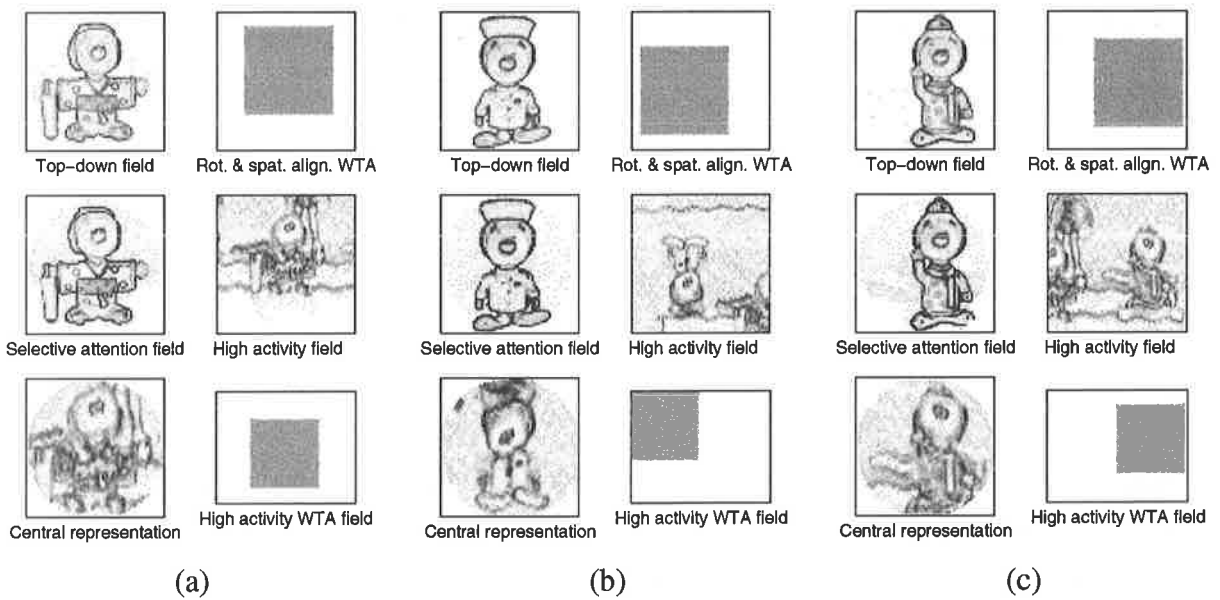 Top–down field Rot. & spat. align. WTA Top–down field Rot. & spat. align. WTA Top–down field Rot. & spat. align. WTA
Selective attention field High activity field Selective attention field High activity field Selective attention field High activity field
Central representation High activity WTA field Central representation High activity WTA field Central representation High activity WTA field
(a) (b) (c)